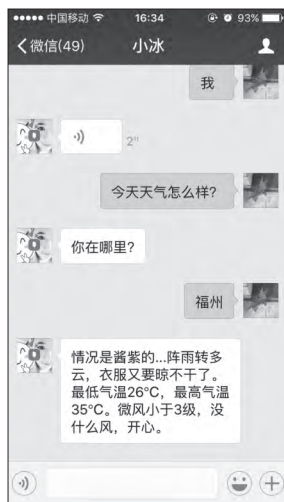 中国移动 16:34 93%
微信(49) 小冰
我
2"
今天天气怎么样?
你在哪里?
福州
情况是酱紫的...阵雨转多
云，衣服又要晾不干了。
最低气温26°C，最高气温
35°C。微风小于3级，没
什么风，开心。